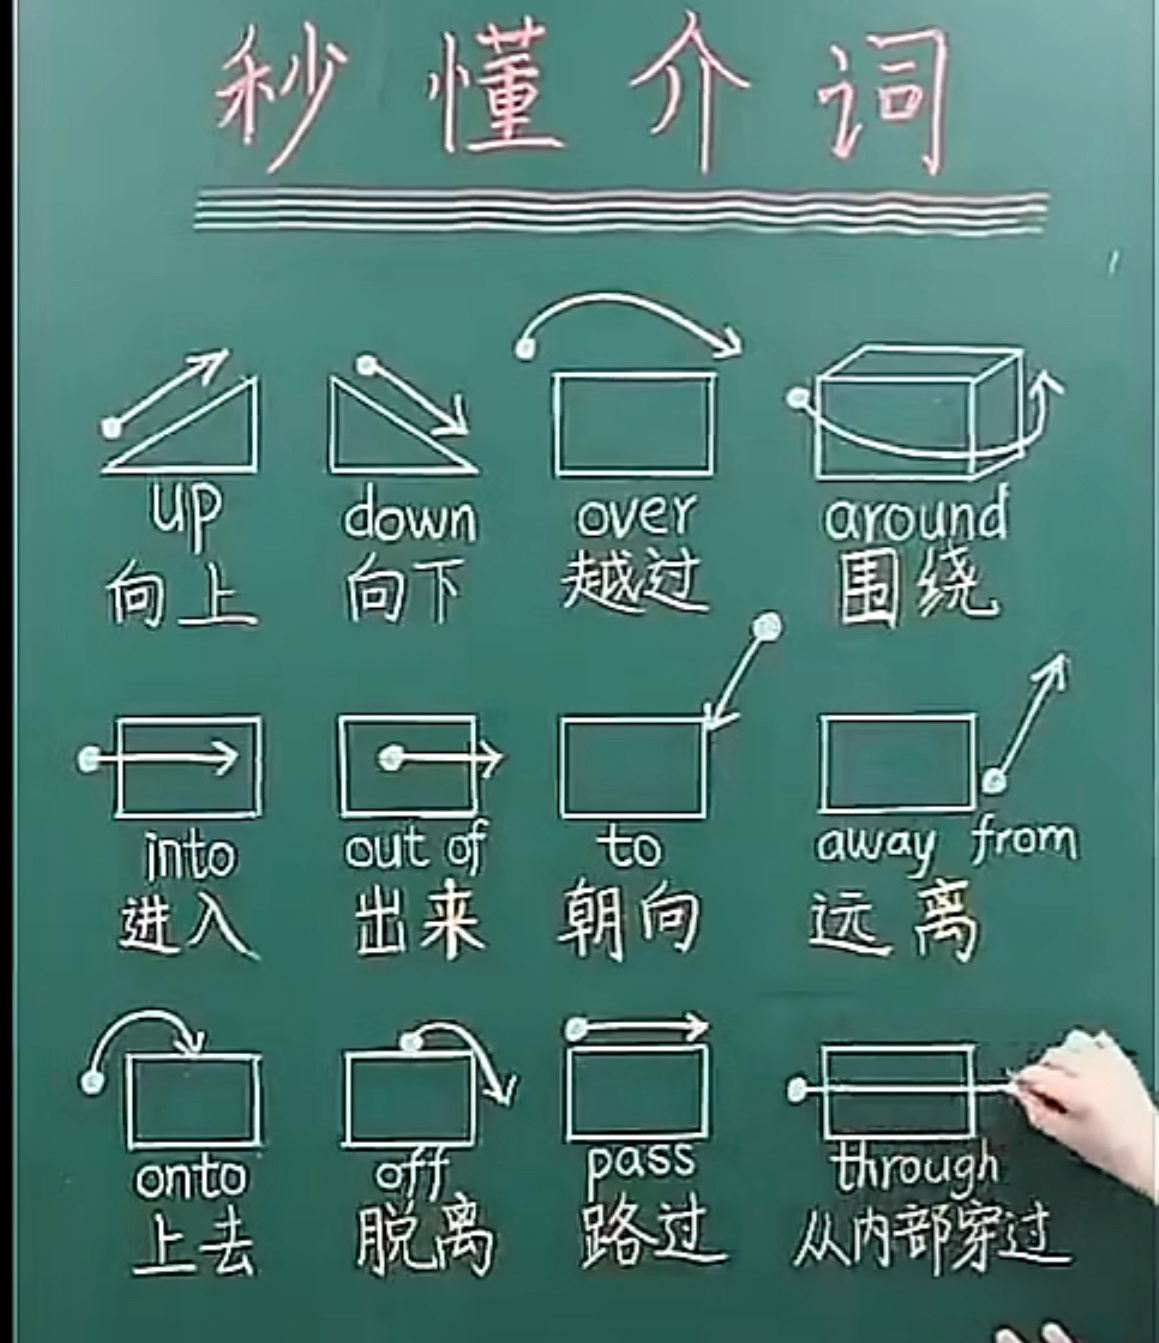 秒懂介词
up down over around
向上 向下 越过 围绕
into out of to away from
进入 出来 朝向 远离
onto off pass through
上去 脱离 路过 从内部穿过